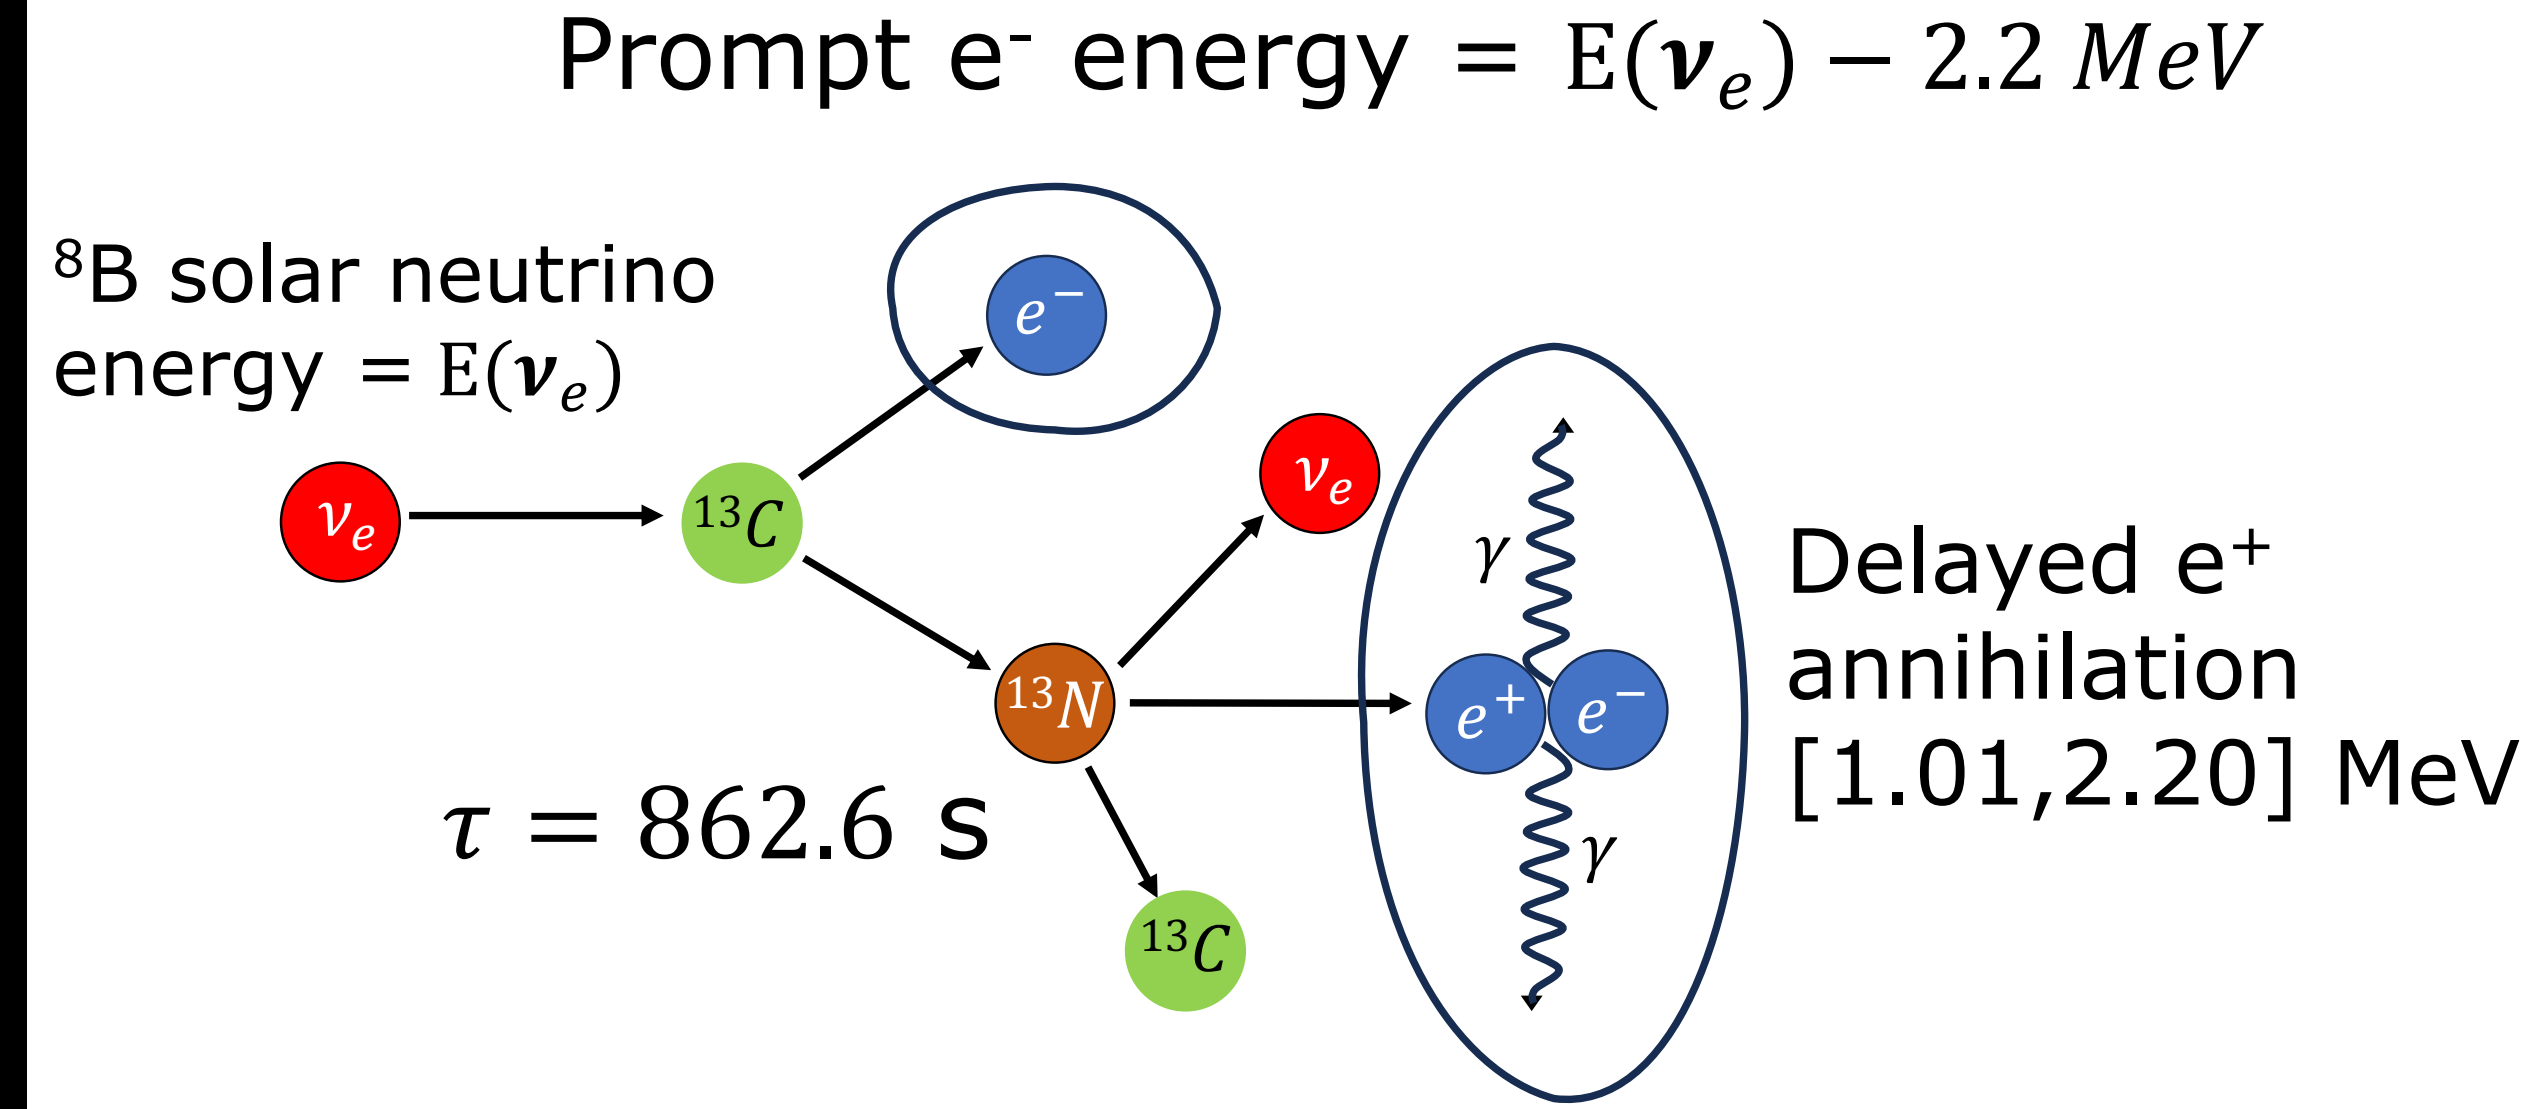 Prompt e⁻ energy = E(𝝂ₑ) − 2.2 MeV
⁸B solar neutrino
energy = E(𝝂ₑ)
e⁻
νₑ
¹³C
νₑ
γ
Delayed e⁺
annihilation
[1.01,2.20] MeV
¹³N
e⁺ e⁻
τ = 862.6 s
γ
¹³C